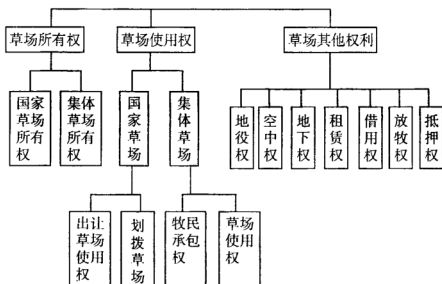 草场所有权
草场使用权
草场其他权利
国家草场所有权
集体草场所有权
国家草场
集体草场
地役权
空中权
地下权
租赁权
借用权
放牧权
抵押权
出让草场使用权
划拨草场
牧民承包权
草场使用权